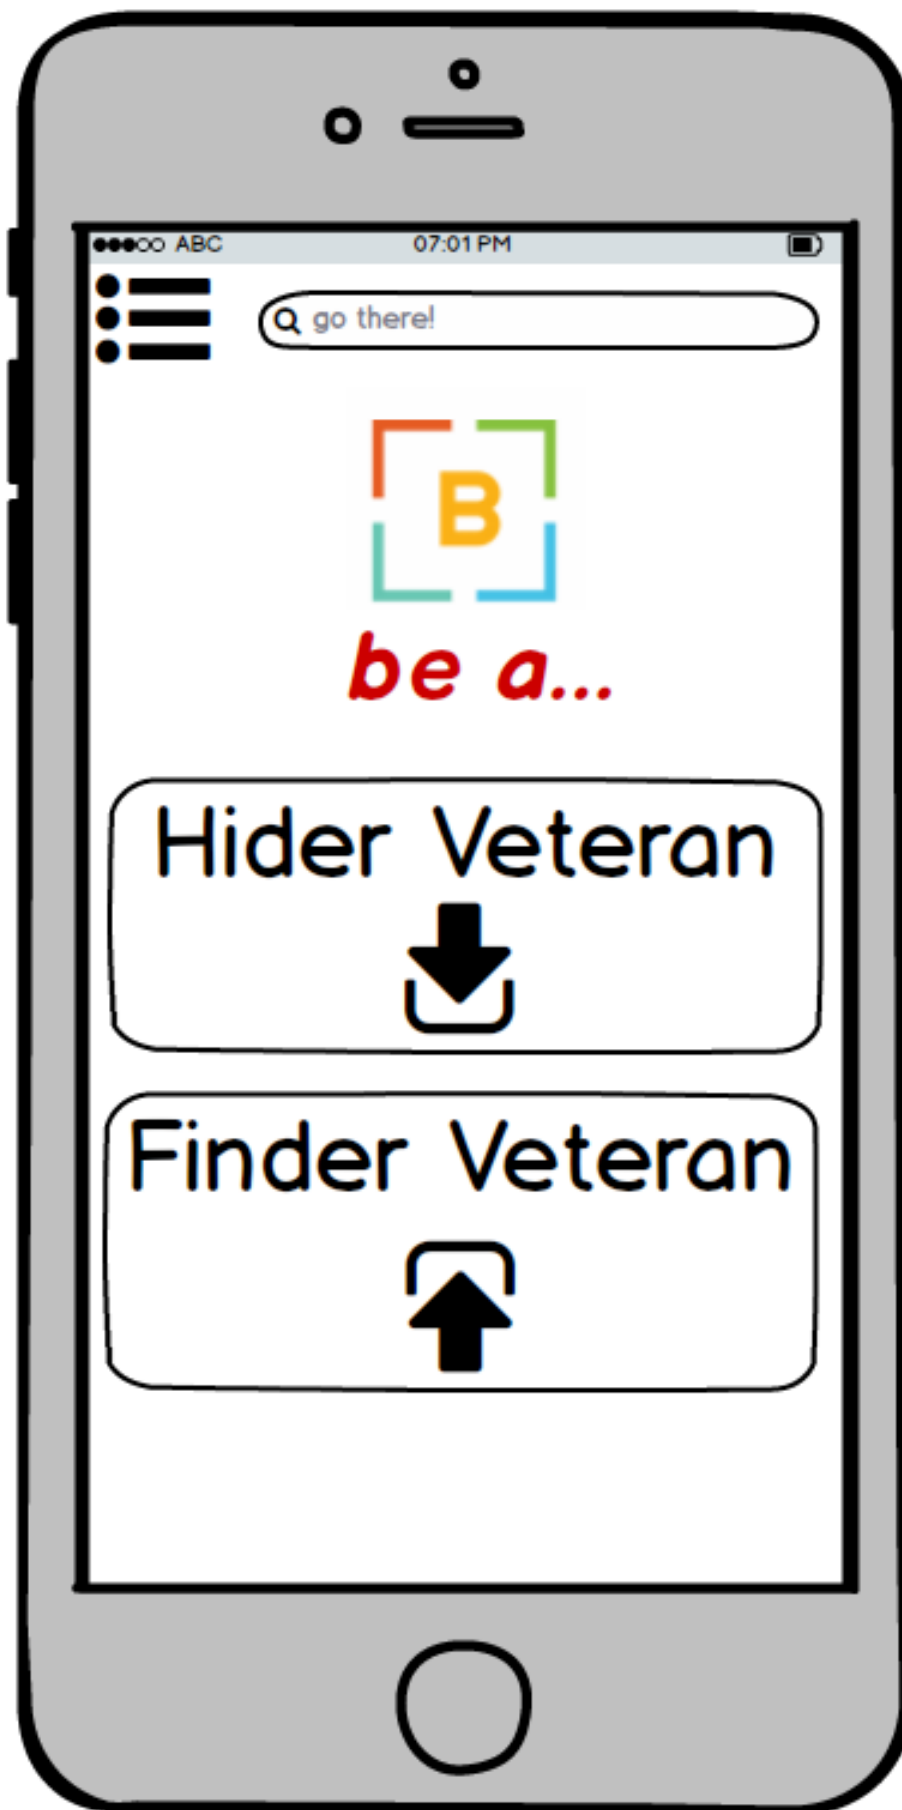 ABC 07:01 PM
go there!
B
be a...
Hider Veteran
Finder Veteran